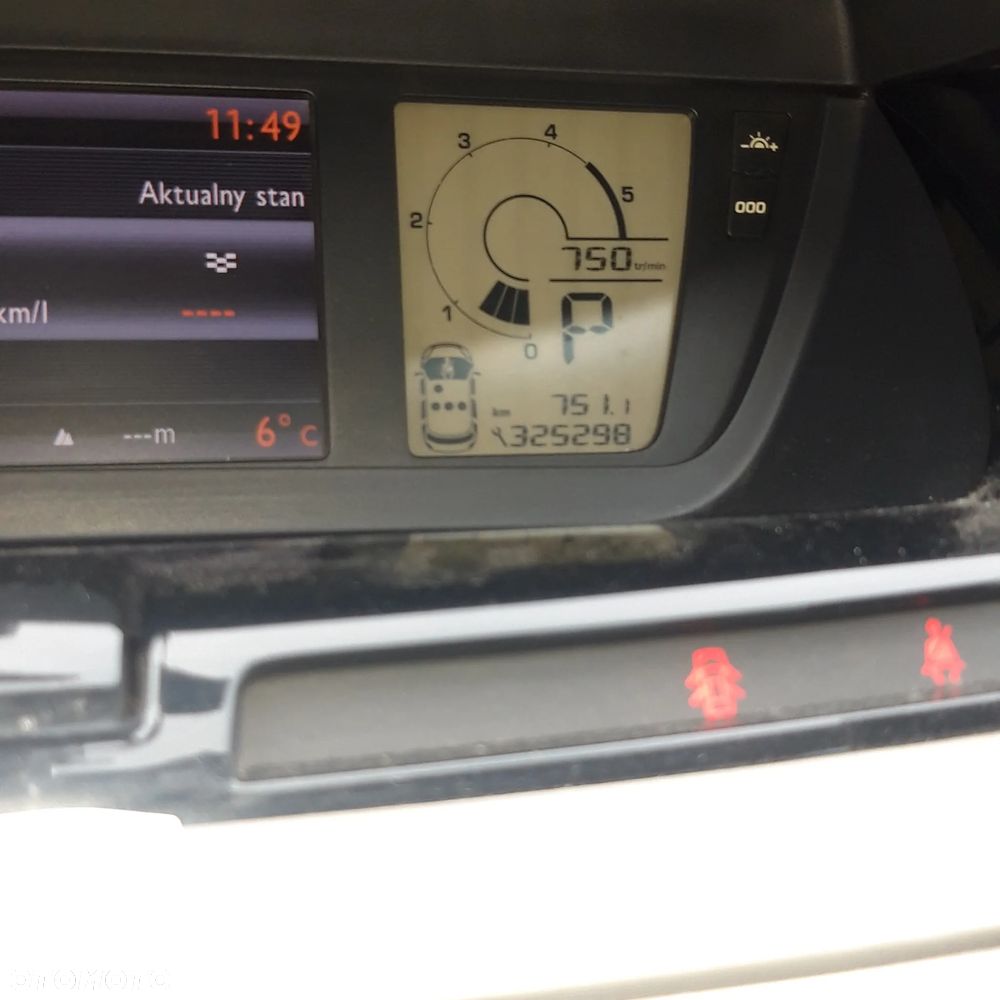 11:49
Aktualny stan
km/l
----
---m
6°c
0
1
2
3
4
5
750 tr/min
P
km 751.1
325298
- +
000
otomoto